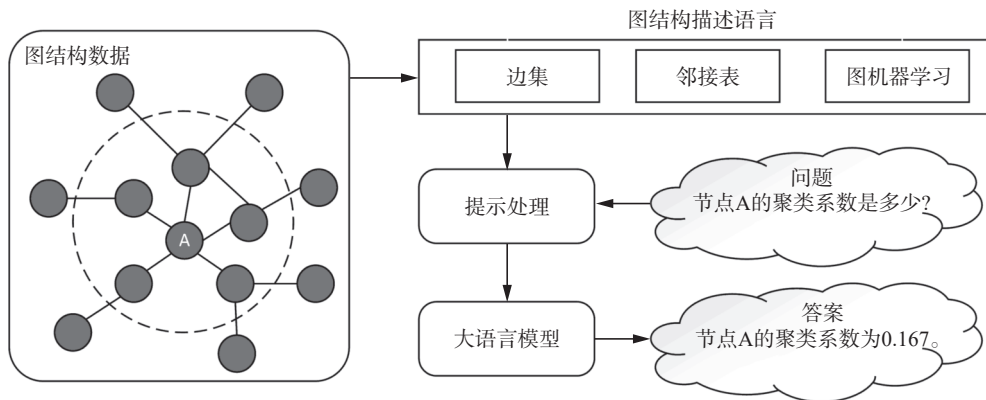 图结构数据
A
图结构描述语言
边集
邻接表
图机器学习
提示处理
问题
节点A的聚类系数是多少?
大语言模型
答案
节点A的聚类系数为0.167。